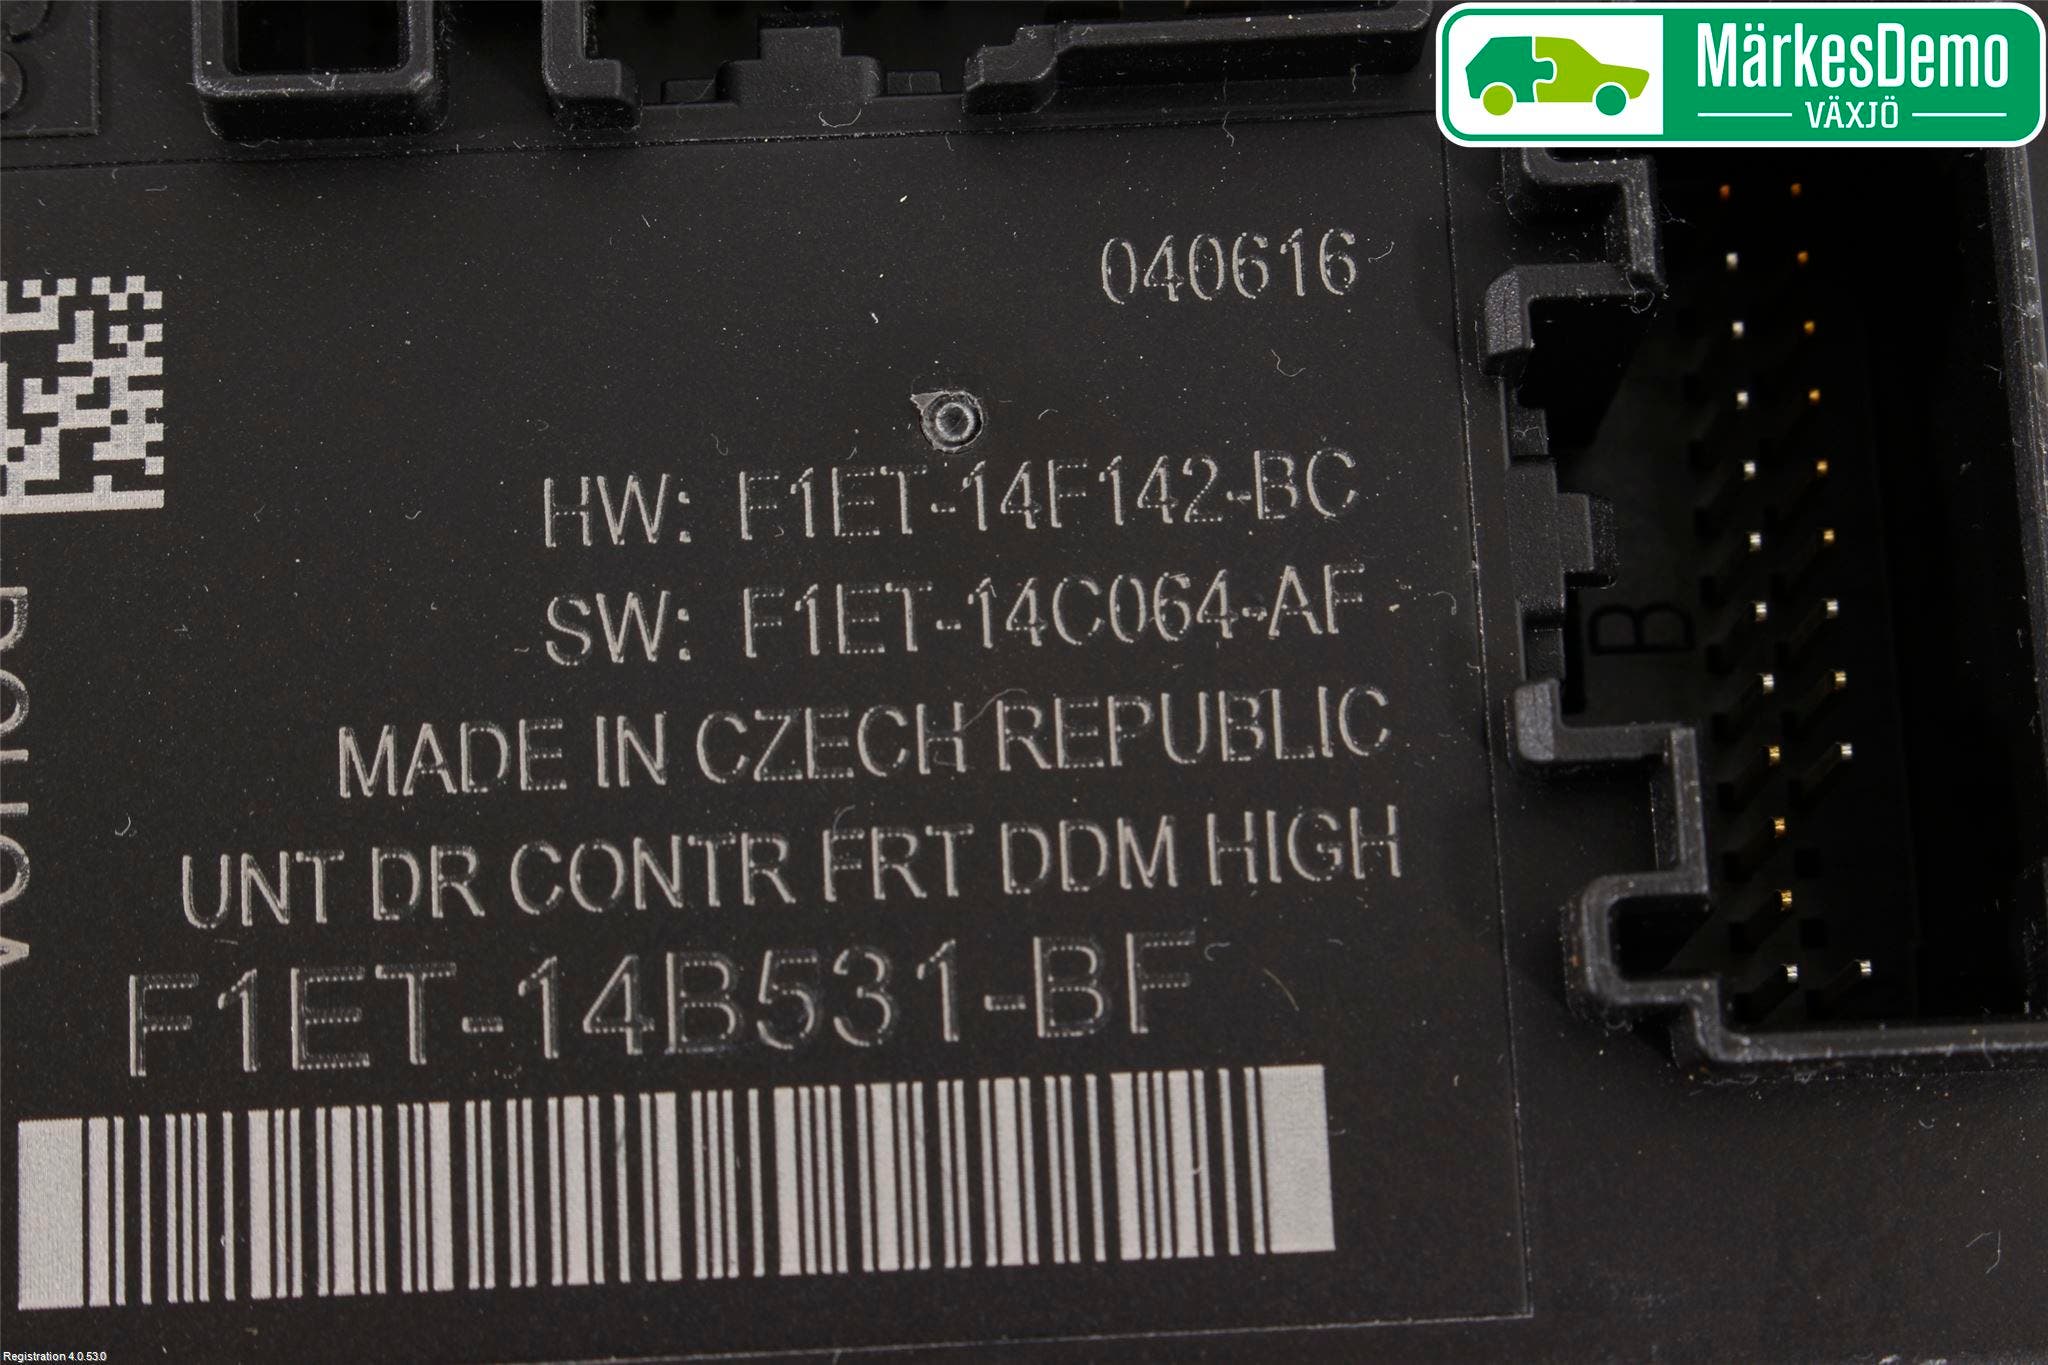 MärkesDemo
VÄXJÖ
040616
HW: F1ET-14F142-BC
SW: F1ET-14C064-AF
MADE IN CZECH REPUBLIC
UNT DR CONTR FRT DDM HIGH
F1ET-14B531-BF
B
Registration 4.0.53.0